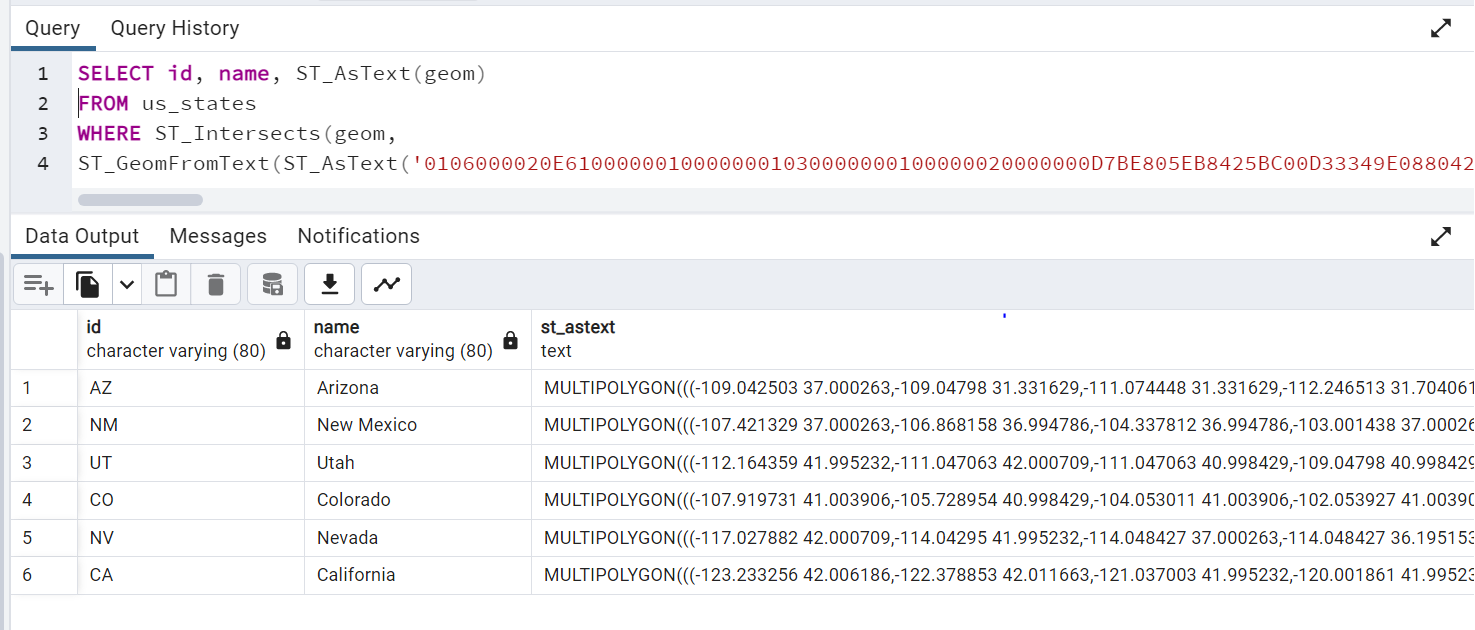 Query Query History
1 SELECT id, name, ST_AsText(geom)
2 FROM us_states
3 WHERE ST_Intersects(geom,
4 ST_GeomFromText(ST_AsText('0106000020E61000000100000001030000000100000020000000D7BE805EB8425BC00D33349E088042
Data Output Messages Notifications
id name st_astext
character varying (80) character varying (80) text
1 AZ Arizona MULTIPOLYGON(((-109.042503 37.000263,-109.04798 31.331629,-111.074448 31.331629,-112.246513 31.704061
2 NM New Mexico MULTIPOLYGON(((-107.421329 37.000263,-106.868158 36.994786,-104.337812 36.994786,-103.001438 37.00026
3 UT Utah MULTIPOLYGON(((-112.164359 41.995232,-111.047063 42.000709,-111.047063 40.998429,-109.04798 40.998429
4 CO Colorado MULTIPOLYGON(((-107.919731 41.003906,-105.728954 40.998429,-104.053011 41.003906,-102.053927 41.00390
5 NV Nevada MULTIPOLYGON(((-117.027882 42.000709,-114.04295 41.995232,-114.048427 37.000263,-114.048427 36.195153
6 CA California MULTIPOLYGON(((-123.233256 42.006186,-122.378853 42.011663,-121.037003 41.995232,-120.001861 41.99523